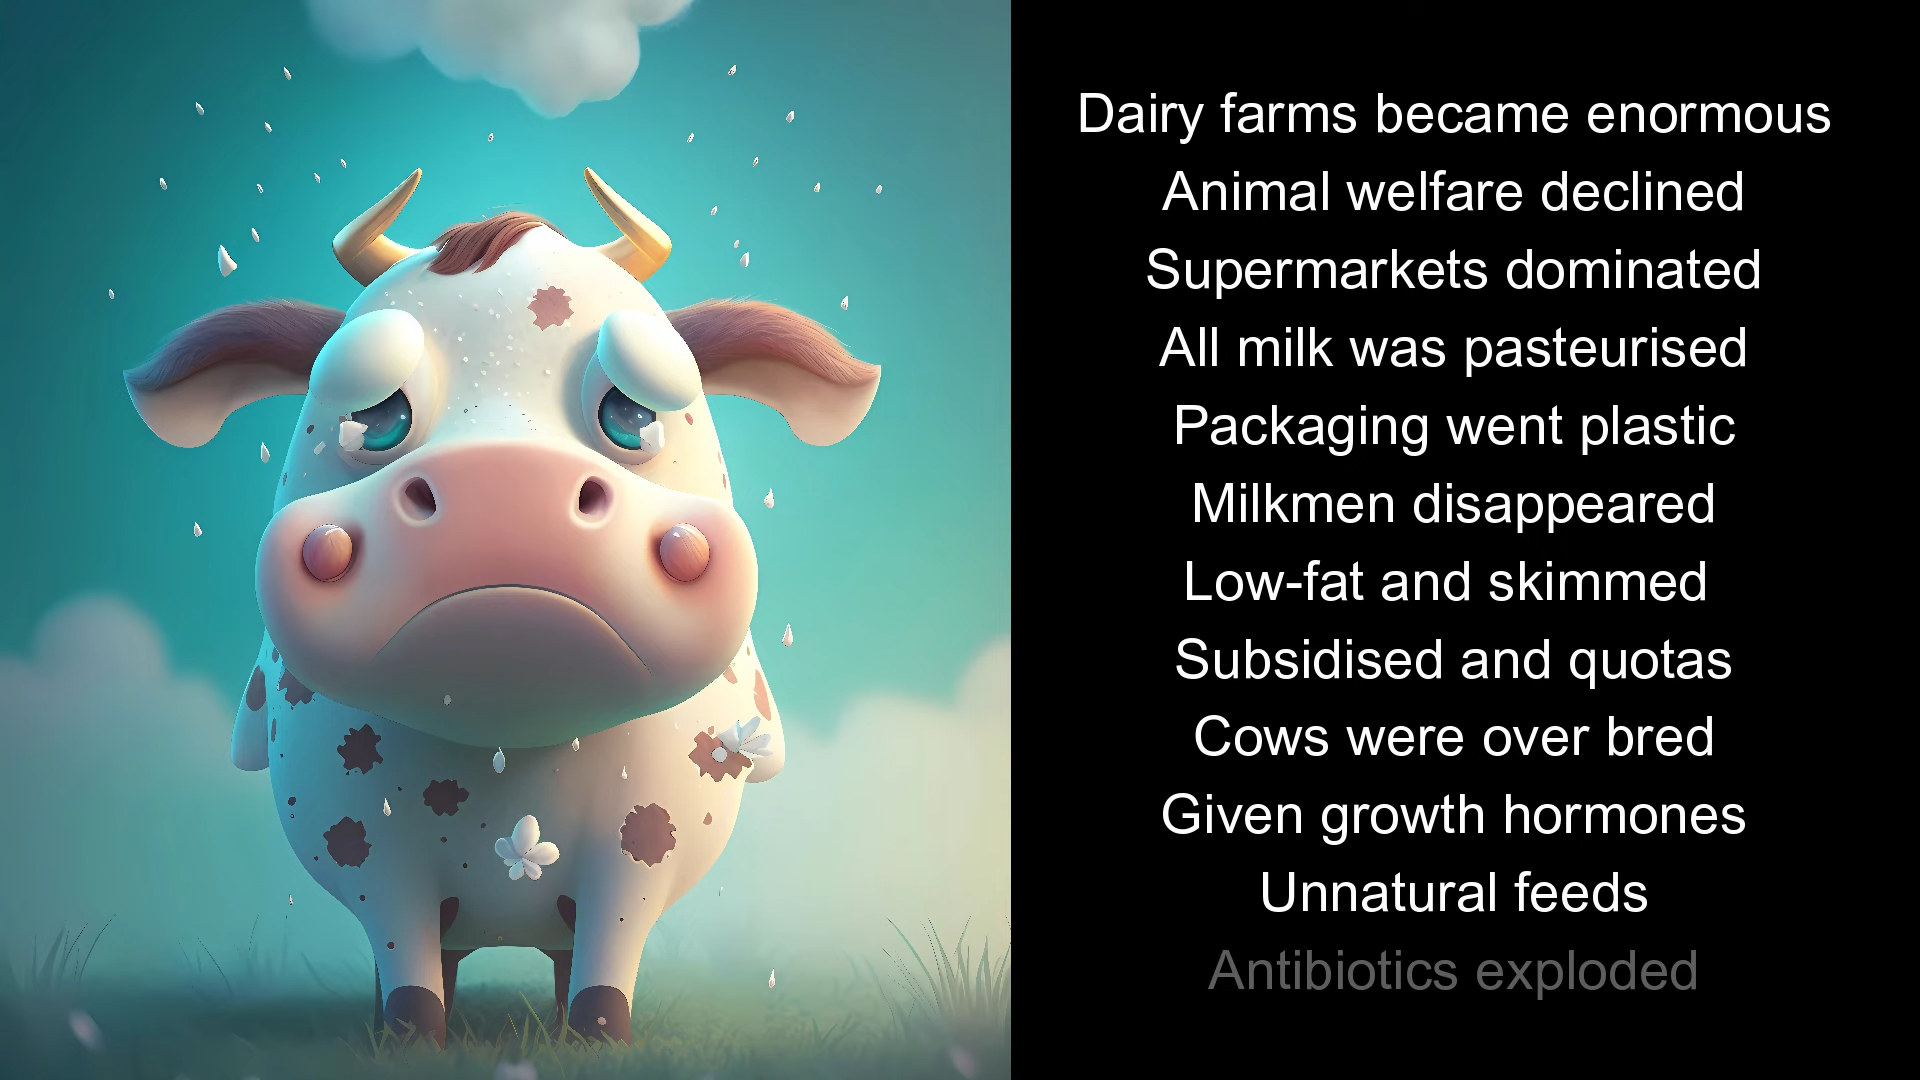 Dairy farms became enormous
Animal welfare declined
Supermarkets dominated
All milk was pasteurised
Packaging went plastic
Milkmen disappeared
Low-fat and skimmed
Subsidised and quotas
Cows were over bred
Given growth hormones
Unnatural feeds
Antibiotics exploded